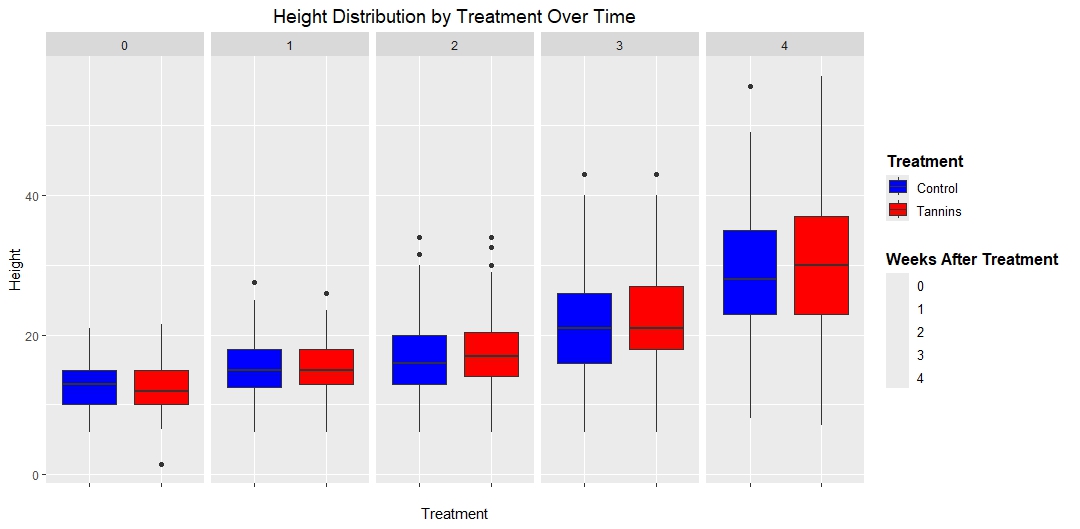 Height Distribution by Treatment Over Time
0 1 2 3 4
Height
40
20
0
Treatment
Treatment
Control
Tannins
Weeks After Treatment
0
1
2
3
4